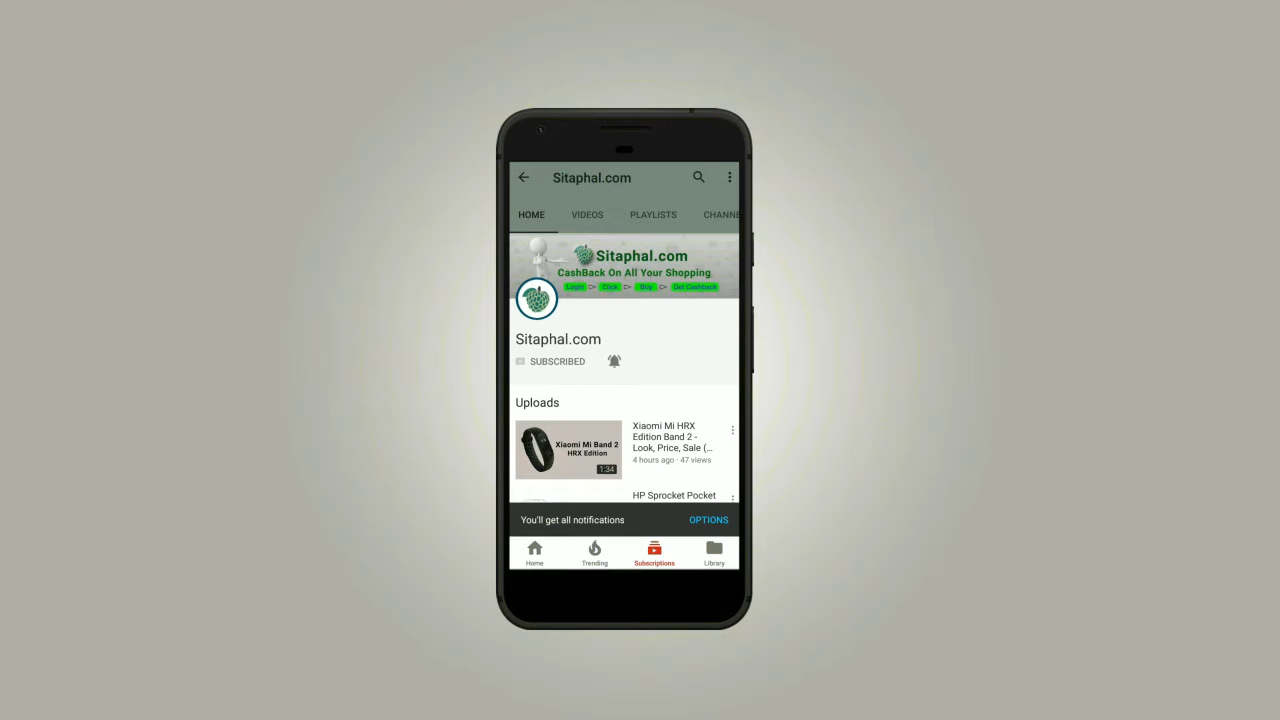 Sitaphal.com
HOME VIDEOS PLAYLISTS CHANNE
Sitaphal.com
CashBack On All Your Shopping
Login Click Buy Get Cashback
Sitaphal.com
SUBSCRIBED
Uploads
Xiaomi Mi Band 2
HRX Edition
1:34
Xiaomi Mi HRX
Edition Band 2 -
Look, Price, Sale (...
4 hours ago · 47 views
HP Sprocket Pocket
You'll get all notifications OPTIONS
Home Trending Subscriptions Library